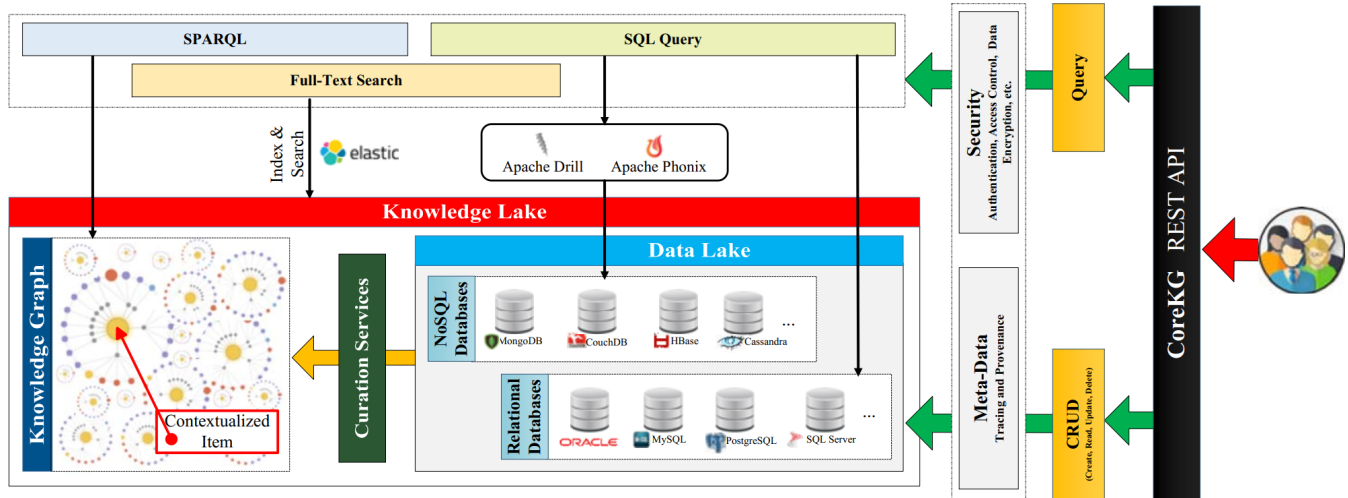 SPARQL
SQL Query
Full-Text Search
Index &
Search
elastic
Apache Drill
Apache Phonix
Knowledge Lake
Knowledge Graph
Contextualized
Item
Curation Services
Data Lake
NoSQL
Databases
MongoDB
CouchDB
HBase
Cassandra
...
Relational
Databases
ORACLE
MySQL
PostgreSQL
SQL Server
...
Security
Authentication, Access Control, Data
Encryption, etc.
Meta-Data
Tracing and Provenance
Query
CRUD
(Create, Read, Update, Delete)
CoreKG REST API